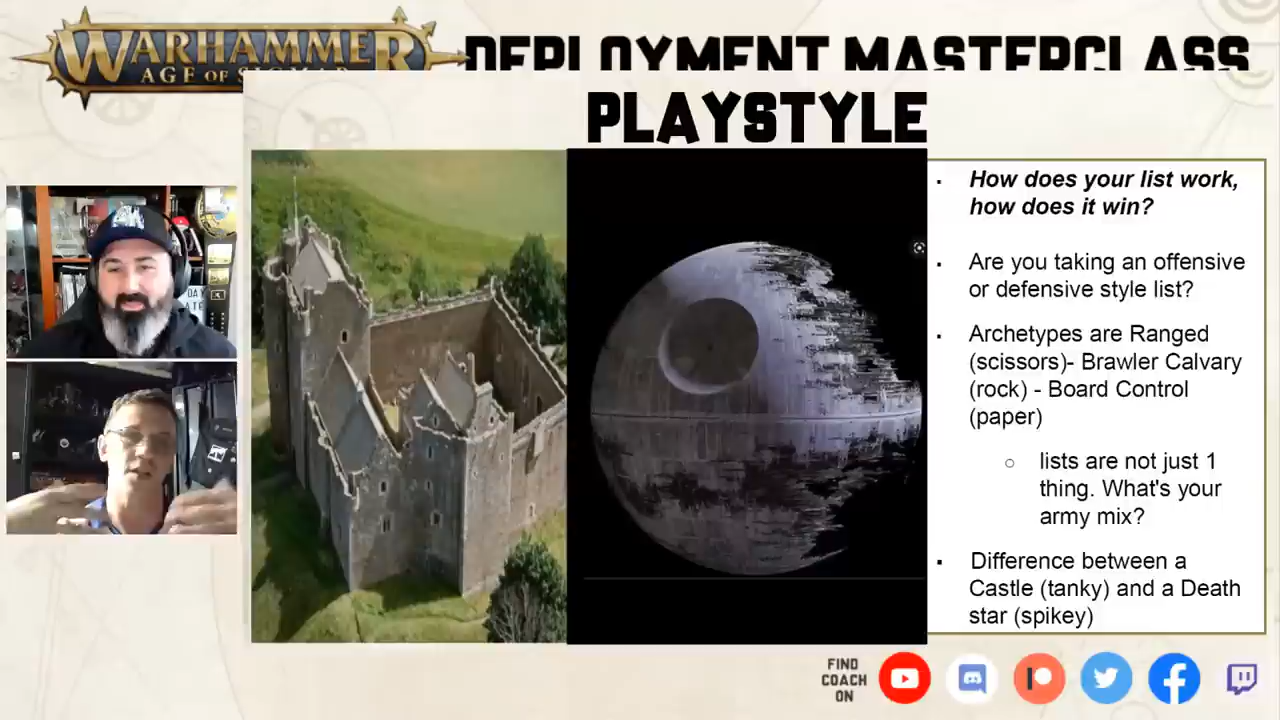 WARHAMMER
AGE OF SIGMAR
DEPLOYMENT MASTERCLASS
PLAYSTYLE
· How does your list work,
how does it win?
· Are you taking an offensive
or defensive style list?
· Archetypes are Ranged
(scissors)- Brawler Calvary
(rock) - Board Control
(paper)
○ lists are not just 1
thing. What's your
army mix?
· Difference between a
Castle (tanky) and a Death
star (spikey)
FIND
COACH
ON